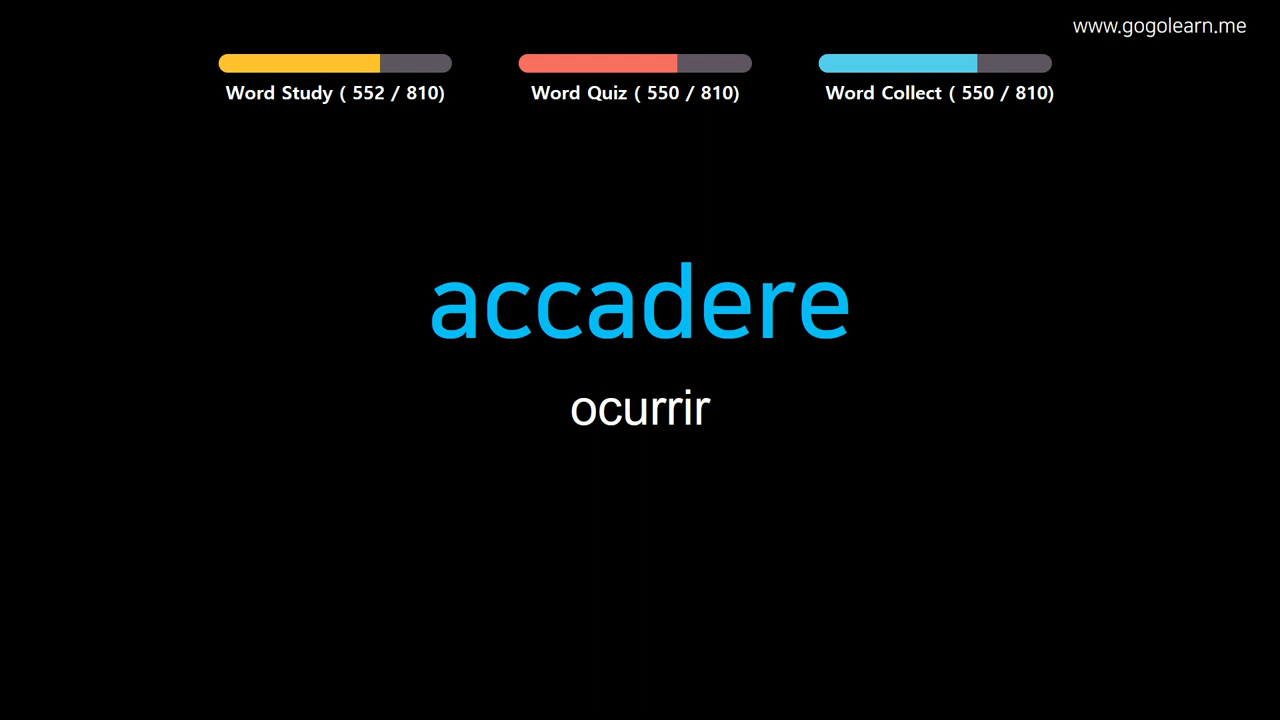 www.gogolearn.me
Word Study ( 552 / 810)
Word Quiz ( 550 / 810)
Word Collect ( 550 / 810)
accadere
ocurrir